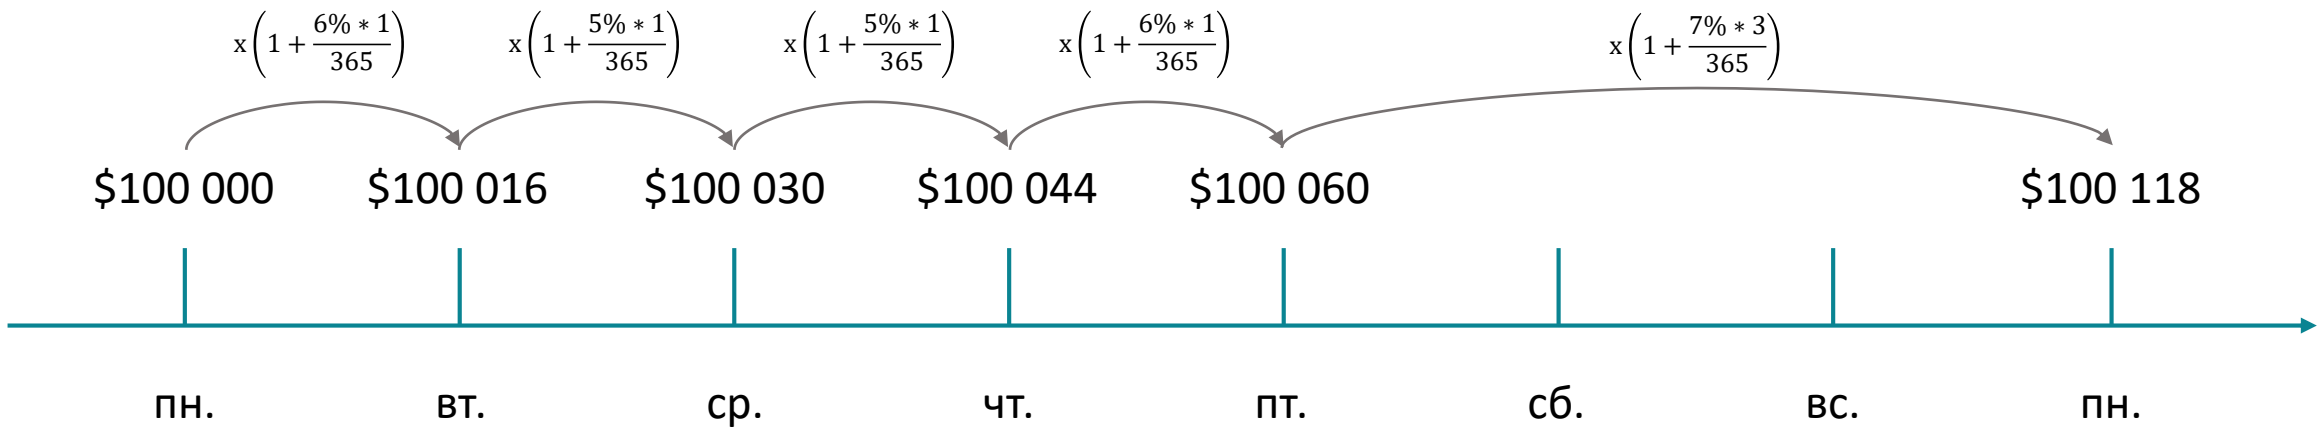 x(1 + 6% ∗ 1/365) x(1 + 5% ∗ 1/365) x(1 + 5% ∗ 1/365) x(1 + 6% ∗ 1/365) x(1 + 7% ∗ 3/365)
$100 000 $100 016 $100 030 $100 044 $100 060 $100 118
пн. вт. ср. чт. пт. сб. вс. пн.